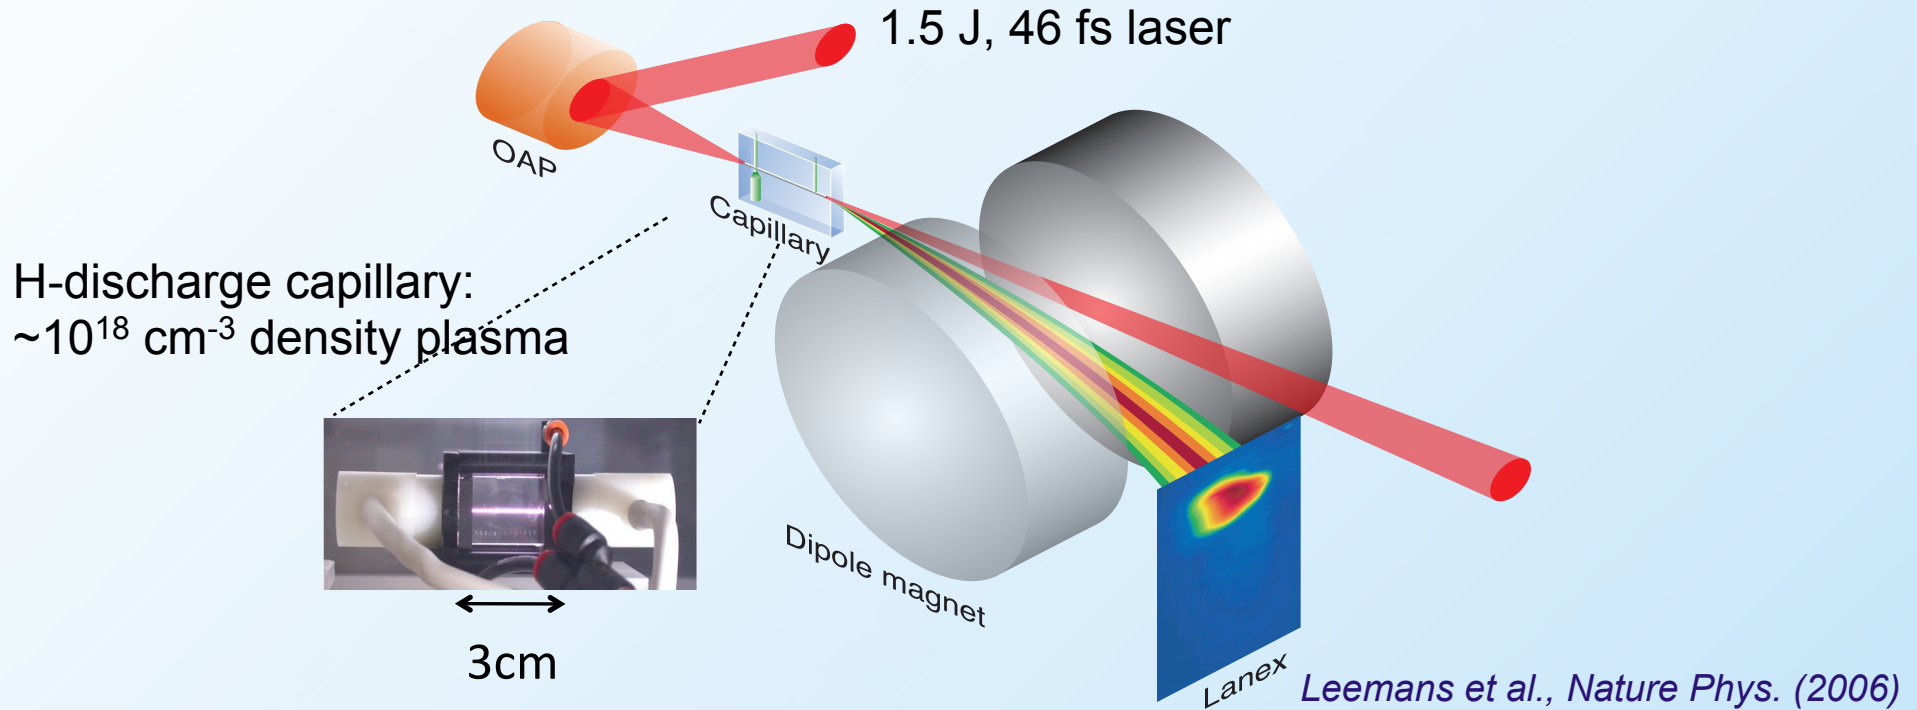 1.5 J, 46 fs laser
OAP
Capillary
H-discharge capillary:
~10¹⁸ cm⁻³ density plasma
Dipole magnet
3cm
Lanex
Leemans et al., Nature Phys. (2006)